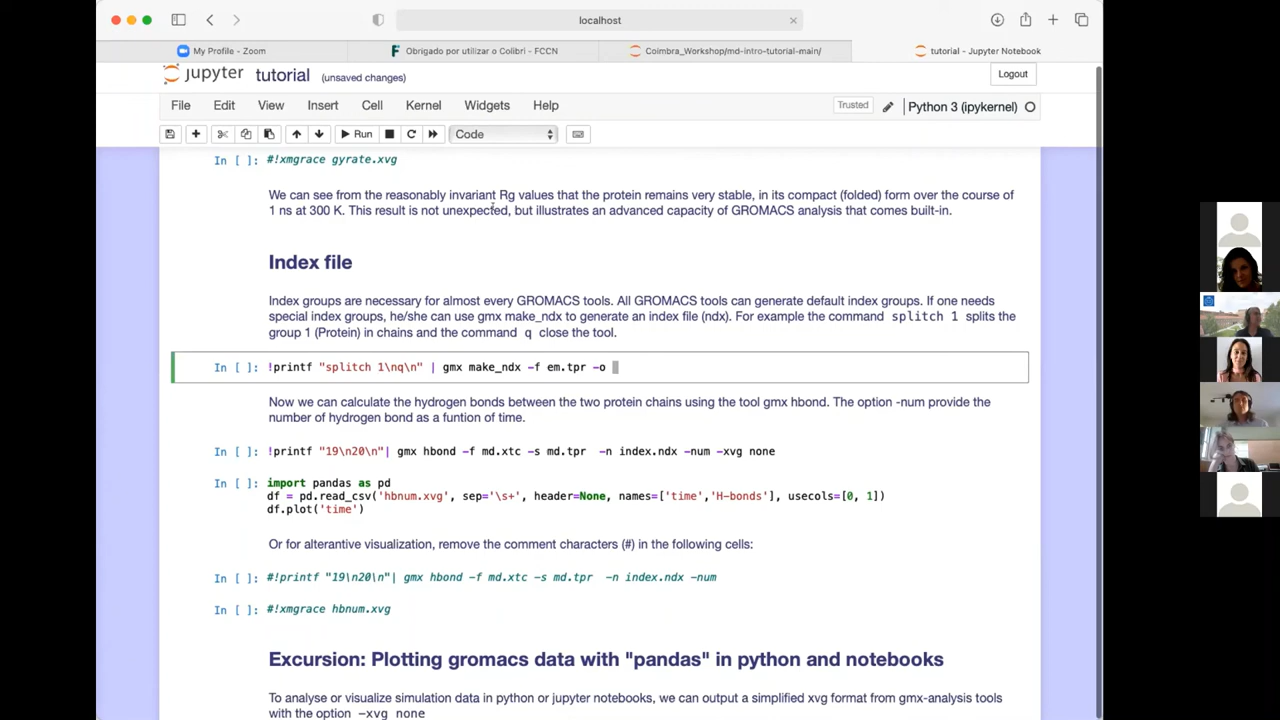 localhost
My Profile - Zoom
Obrigado por utilizar o Colibri - FCCN
Coimbra_Workshop/md-intro-tutorial-main/
tutorial - Jupyter Notebook
jupyter tutorial (unsaved changes)
Logout
File Edit View Insert Cell Kernel Widgets Help
Trusted
Python 3 (ipykernel)
Run
Code
In [ ]: #!xmgrace gyrate.xvg
We can see from the reasonably invariant Rg values that the protein remains very stable, in its compact (folded) form over the course of
1 ns at 300 K. This result is not unexpected, but illustrates an advanced capacity of GROMACS analysis that comes built-in.
Index file
Index groups are necessary for almost every GROMACS tools. All GROMACS tools can generate default index groups. If one needs
special index groups, he/she can use gmx make_ndx to generate an index file (ndx). For example the command splitch 1 splits the
group 1 (Protein) in chains and the command q close the tool.
In [ ]: !printf "splitch 1\nq\n" | gmx make_ndx -f em.tpr -o
Now we can calculate the hydrogen bonds between the two protein chains using the tool gmx hbond. The option -num provide the
number of hydrogen bond as a funtion of time.
In [ ]: !printf "19\n20\n"| gmx hbond -f md.xtc -s md.tpr  -n index.ndx -num -xvg none
In [ ]: import pandas as pd
df = pd.read_csv('hbnum.xvg', sep='\s+', header=None, names=['time','H-bonds'], usecols=[0, 1])
df.plot('time')
Or for alterantive visualization, remove the comment characters (#) in the following cells:
In [ ]: #!printf "19\n20\n"| gmx hbond -f md.xtc -s md.tpr  -n index.ndx -num
In [ ]: #!xmgrace hbnum.xvg
Excursion: Plotting gromacs data with "pandas" in python and notebooks
To analyse or visualize simulation data in python or jupyter notebooks, we can output a simplified xvg format from gmx-analysis tools
with the option -xvg none